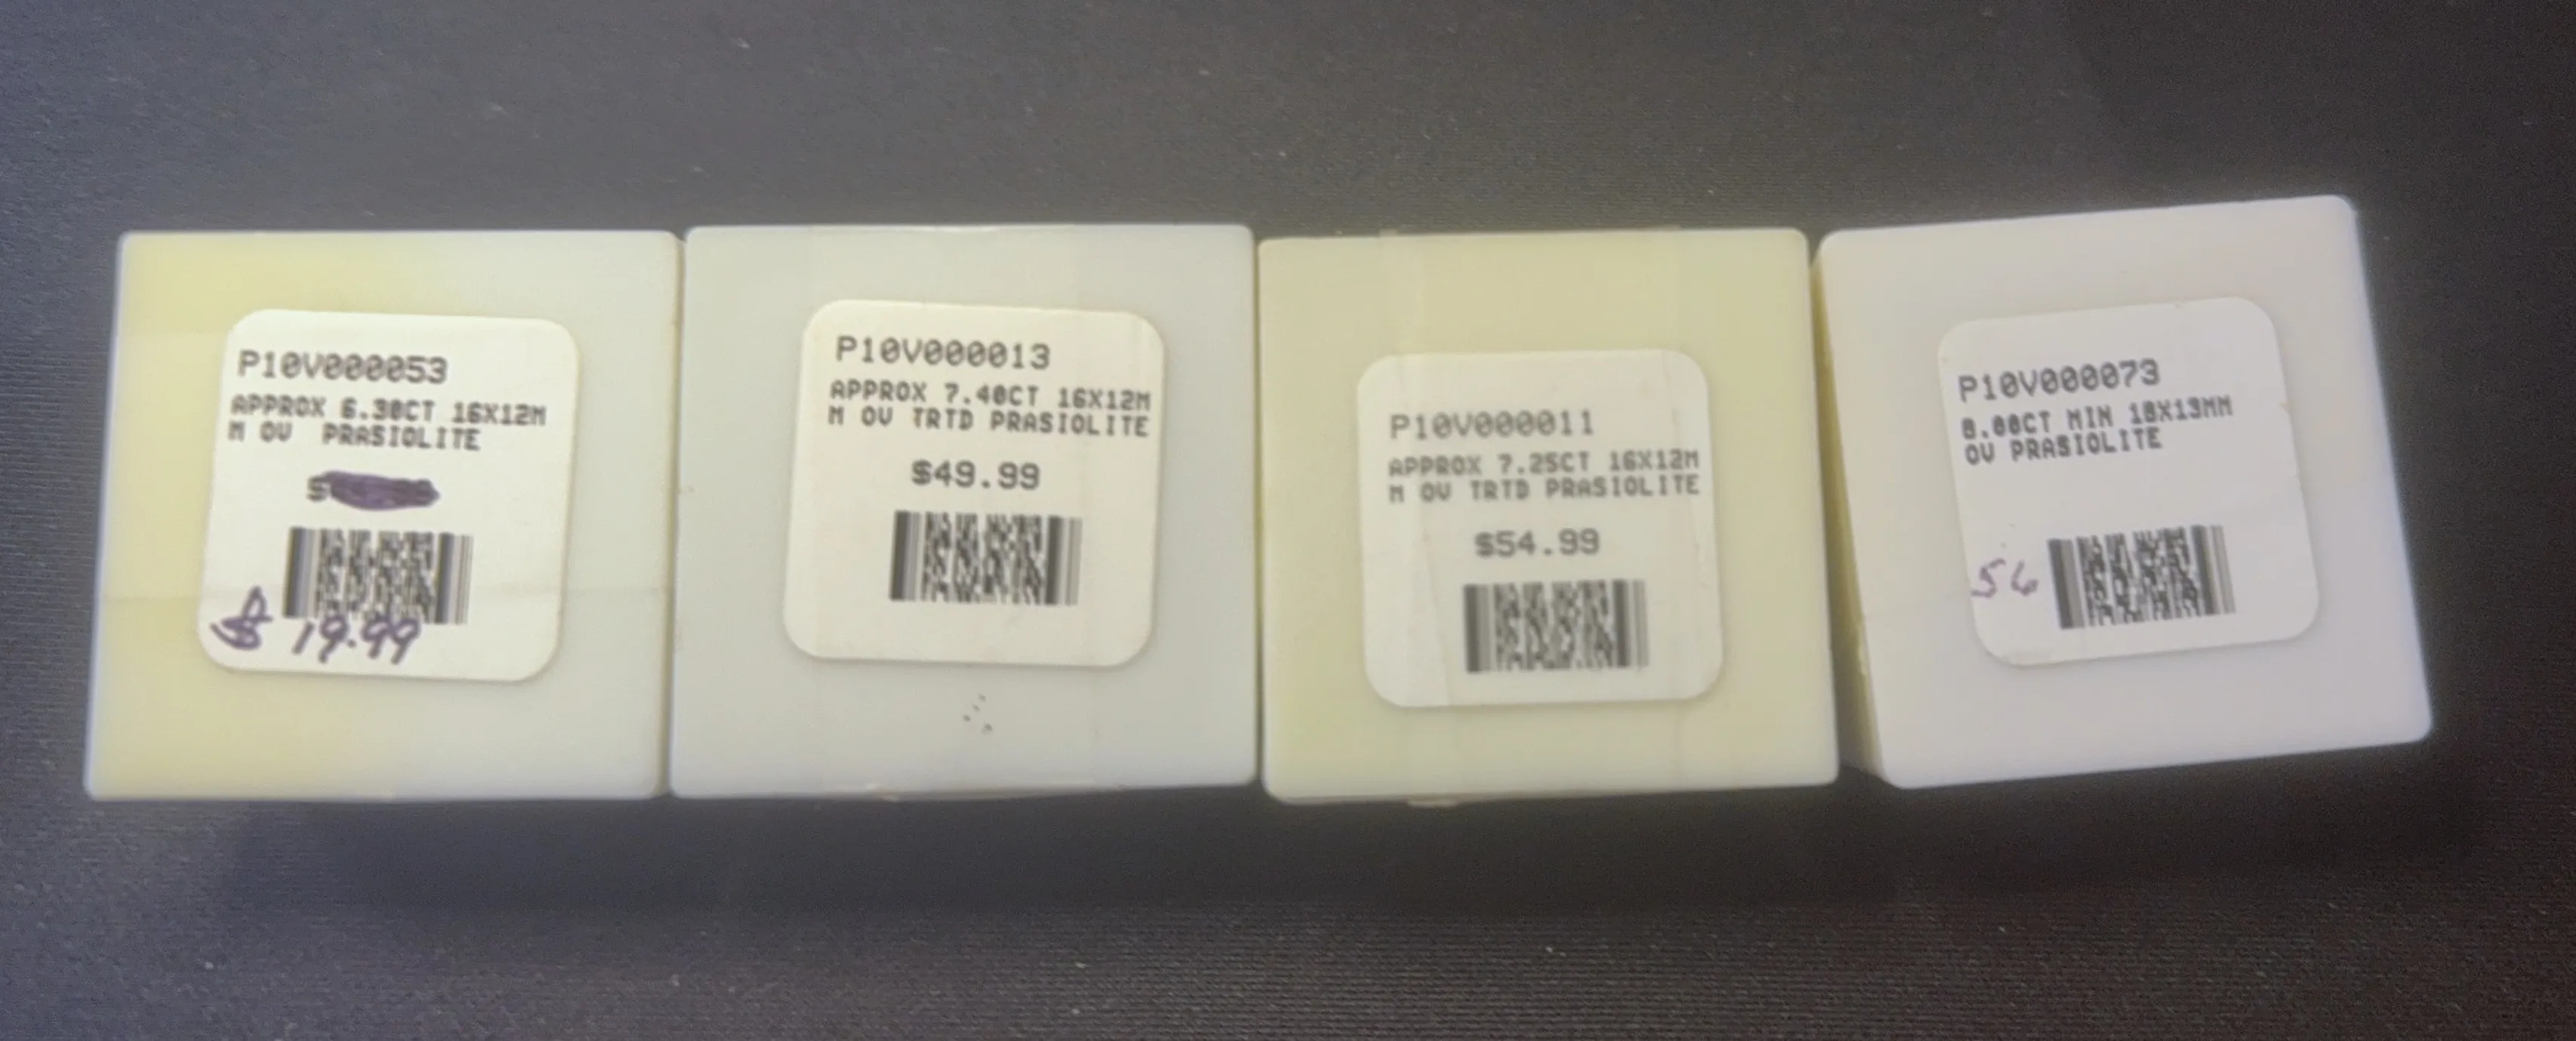 P10V000053
APPROX 6.30CT 16X12M
M OV PRASIOLITE
$
$ 19.99
P10V000013
APPROX 7.40CT 16X12M
M OV TRTD PRASIOLITE
$49.99
P10V000011
APPROX 7.25CT 16X12M
M OV TRTD PRASIOLITE
$54.99
P10V000073
8.00CT MIN 18X13MM
OV PRASIOLITE
56